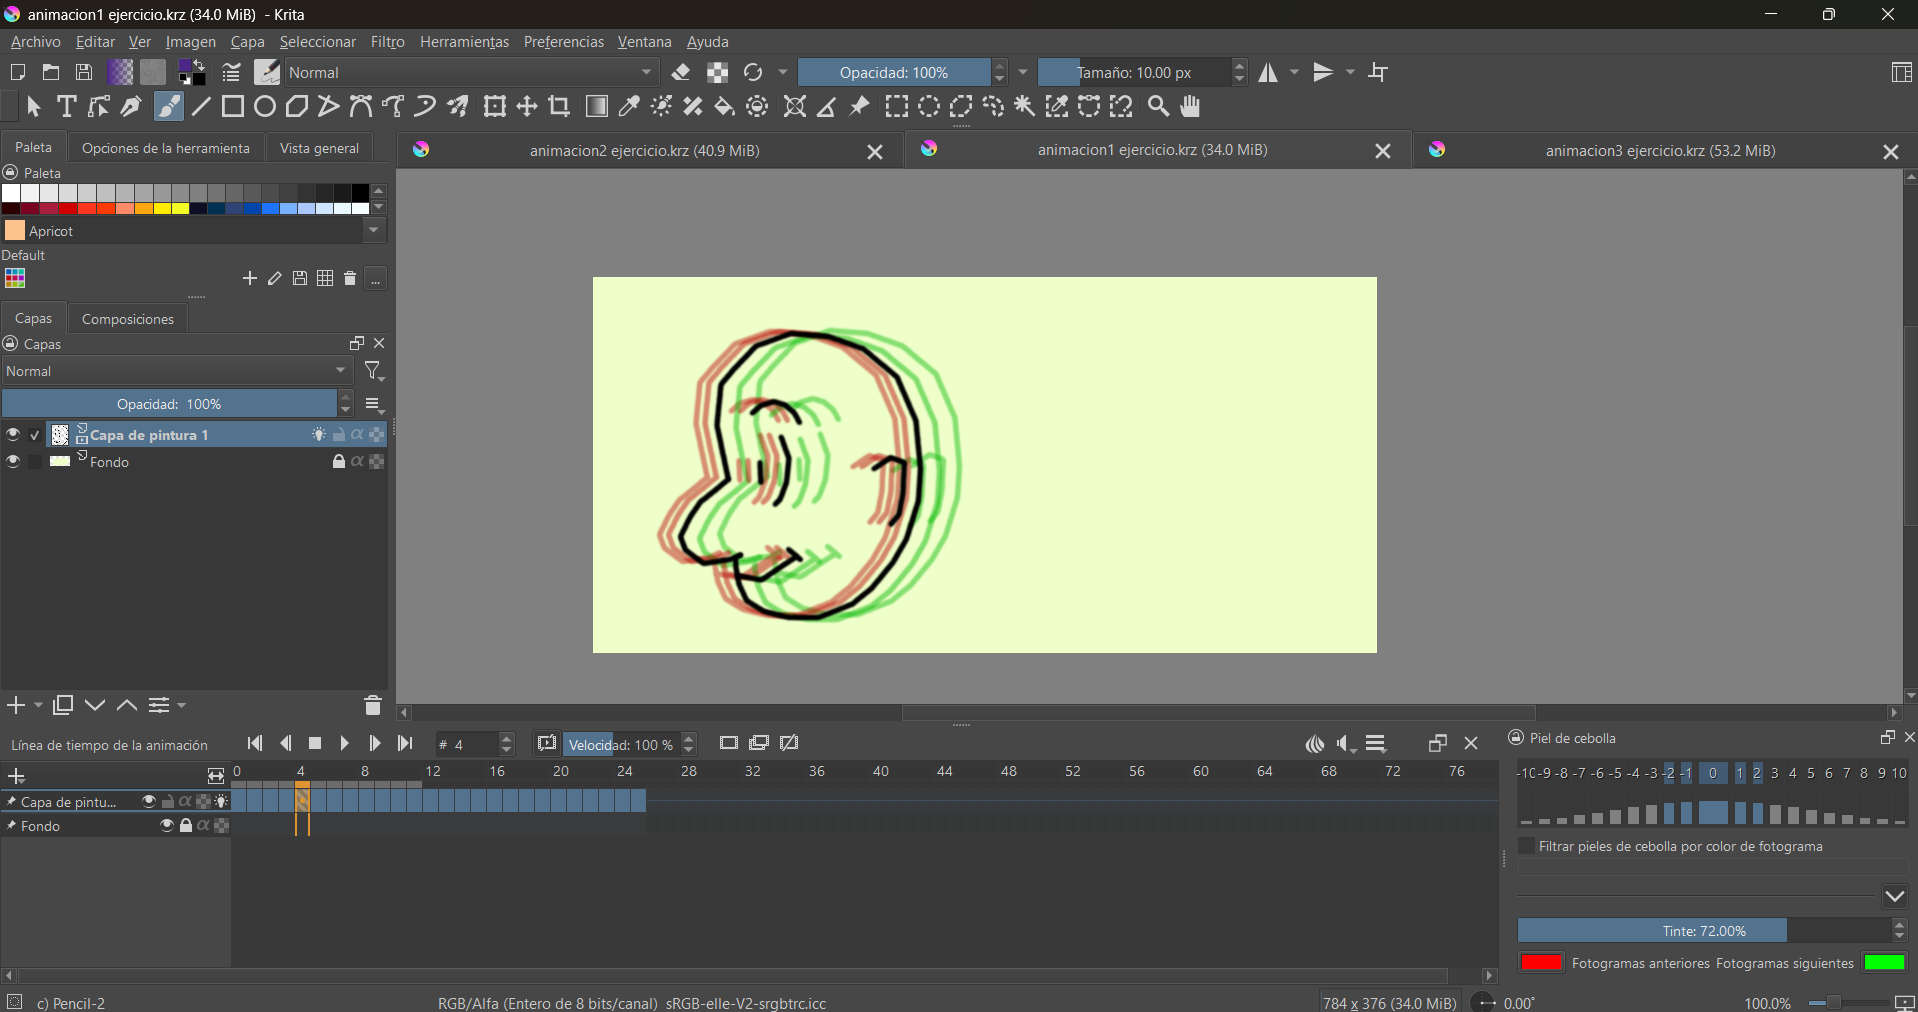 animacion1 ejercicio.krz (34.0 MiB) - Krita
Archivo Editar Ver Imagen Capa Seleccionar Filtro Herramientas Preferencias Ventana Ayuda
Normal Opacidad: 100% Tamaño: 10.00 px
Paleta Opciones de la herramienta Vista general
animacion2 ejercicio.krz (40.9 MiB) animacion1 ejercicio.krz (34.0 MiB) animacion3 ejercicio.krz (53.2 MiB)
Paleta
Apricot
Default
...
Capas Composiciones
Capas
Normal
Opacidad: 100%
Capa de pintura 1
Fondo
Línea de tiempo de la animación # 4 Velocidad: 100 %
0 4 8 12 16 20 24 28 32 36 40 44 48 52 56 60 64 68 72 76
Capa de pintu...
Fondo
Piel de cebolla
-10 -9 -8 -7 -6 -5 -4 -3 -2 -1 0 1 2 3 4 5 6 7 8 9 10
Filtrar pieles de cebolla por color de fotograma
Tinte: 72.00%
Fotogramas anteriores Fotogramas siguientes
c) Pencil-2 RGB/Alfa (Entero de 8 bits/canal) sRGB-elle-V2-srgbtrc.icc 784 x 376 (34.0 MiB) 0.00° 100.0%